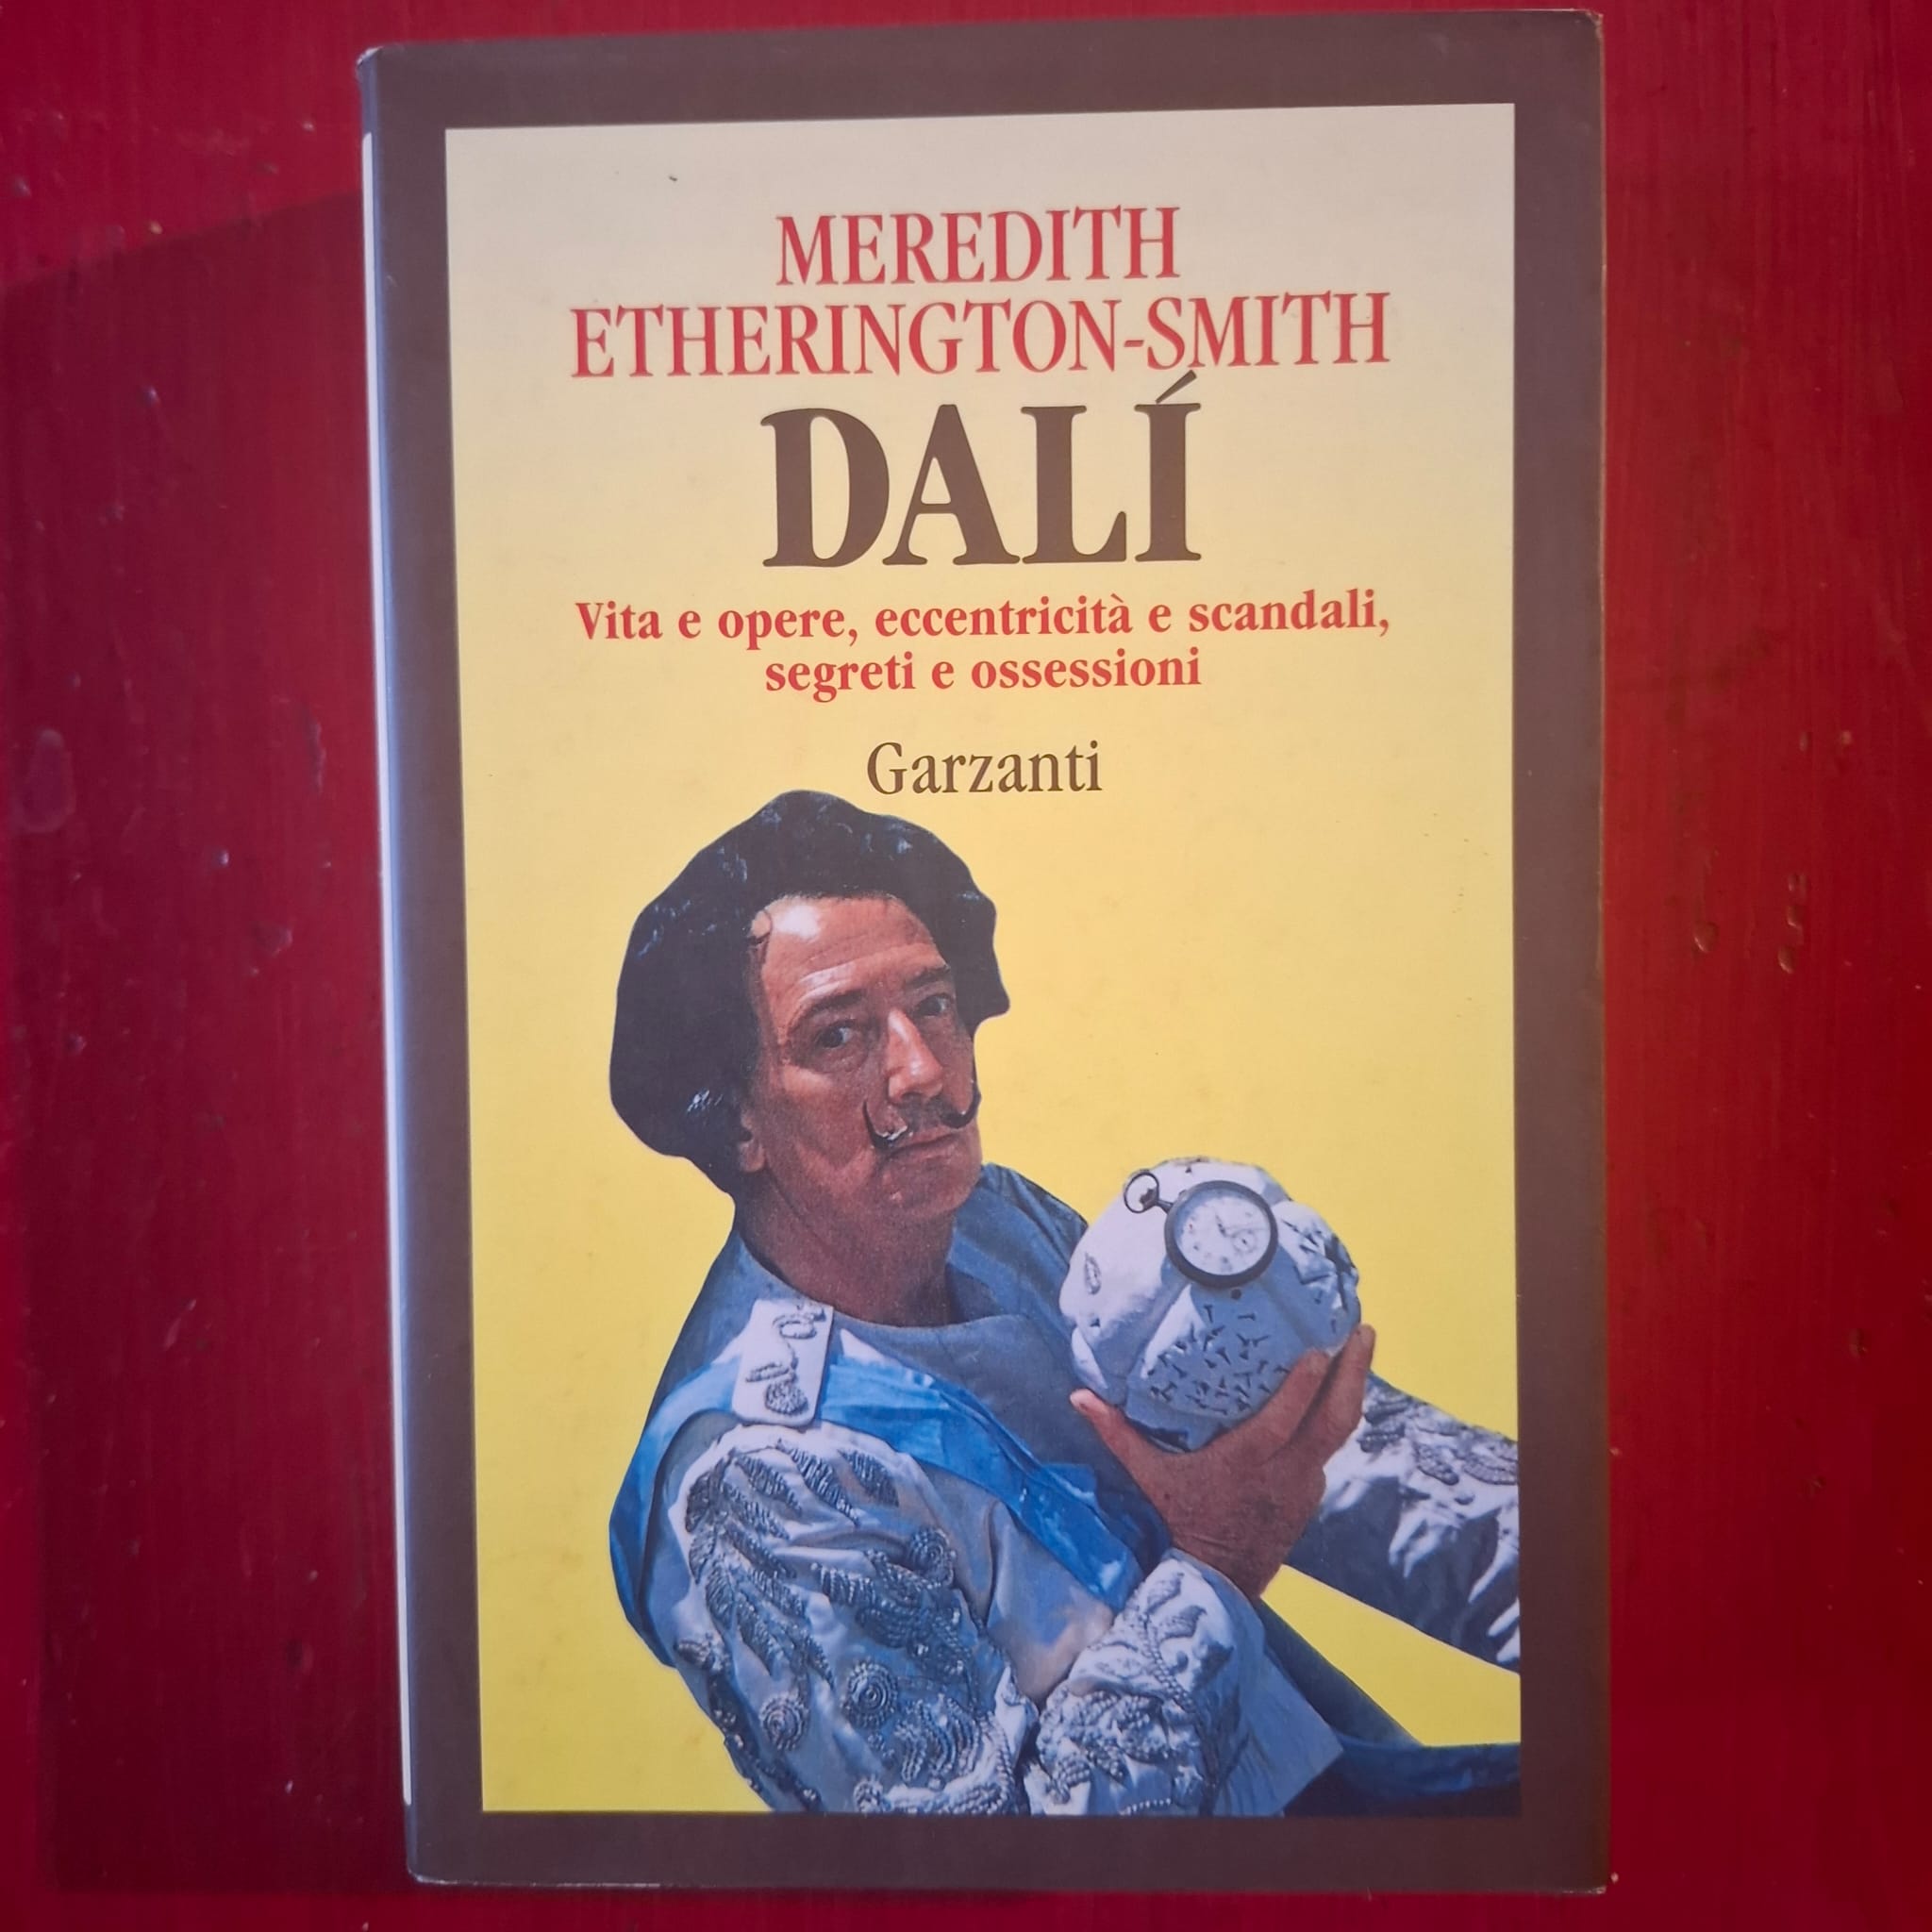 MEREDITH
ETHERINGTON-SMITH
DALÍ
Vita e opere, eccentricità e scandali,
segreti e ossessioni
Garzanti